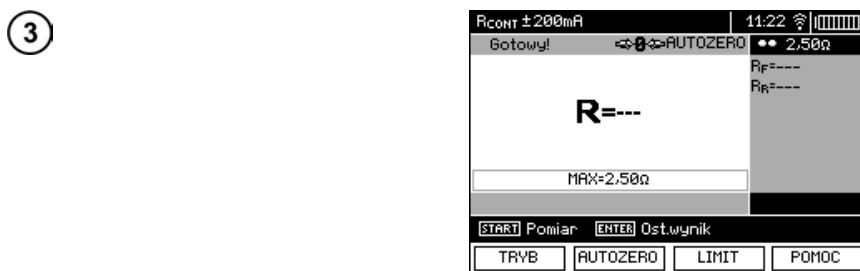 3
RCONT ±200mA 11:22
Gotowy! AUTOZERO 2,50Ω
RF=---
RR=---
R=---
MAX=2,50Ω
START Pomiar ENTER Ost.wynik
TRYB AUTOZERO LIMIT POMOC